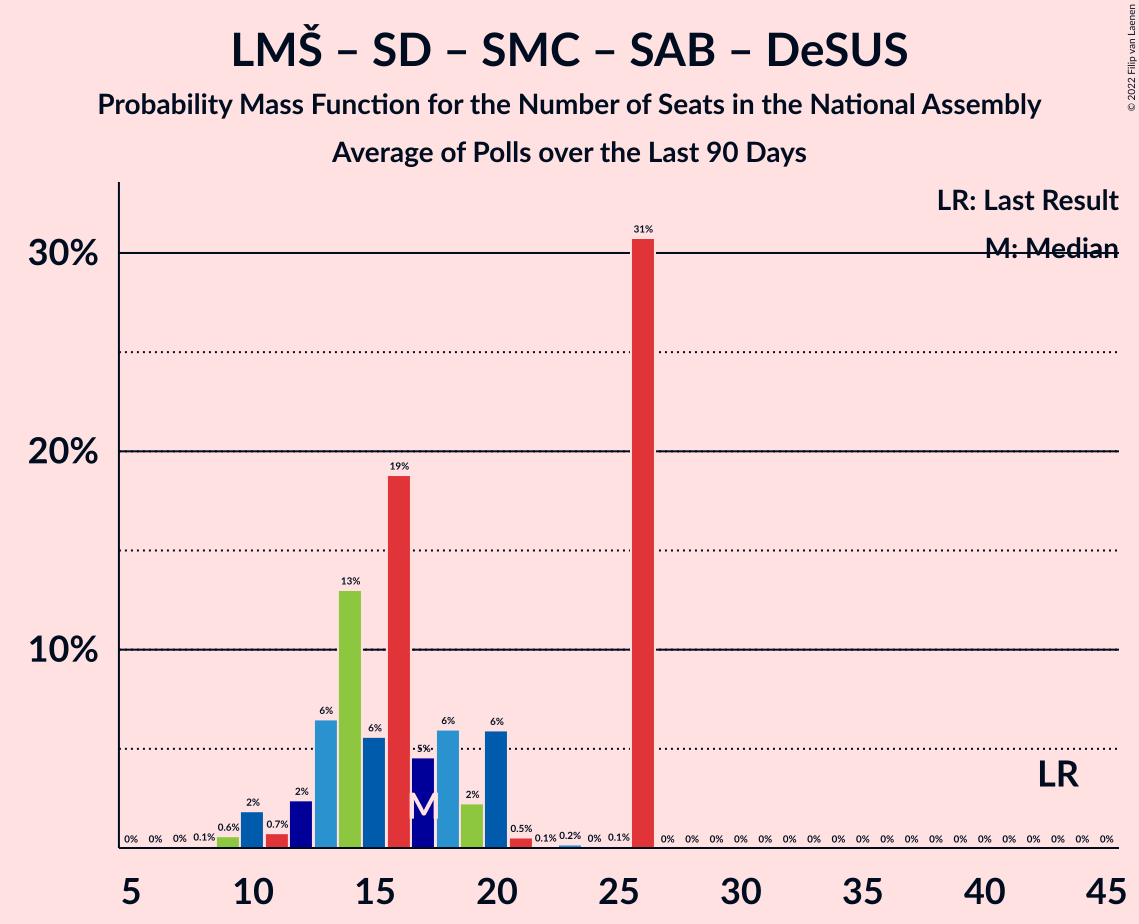 LMŠ – SD – SMC – SAB – DeSUS
Probability Mass Function for the Number of Seats in the National Assembly
Average of Polls over the Last 90 Days
© 2022 Filip van Laenen
LR: Last Result
M: Median
30%
20%
10%
0% 0% 0% 0.1% 0.6% 2% 0.7% 2% 6% 13% 6% 19% 5% 6% 2% 6% 0.5% 0.1% 0.2% 0% 0.1% 31% 0% 0% 0% 0% 0% 0% 0% 0% 0% 0% 0% 0% 0% 0% 0% 0% 0% 0% 0%
M
LR
5 10 15 20 25 30 35 40 45